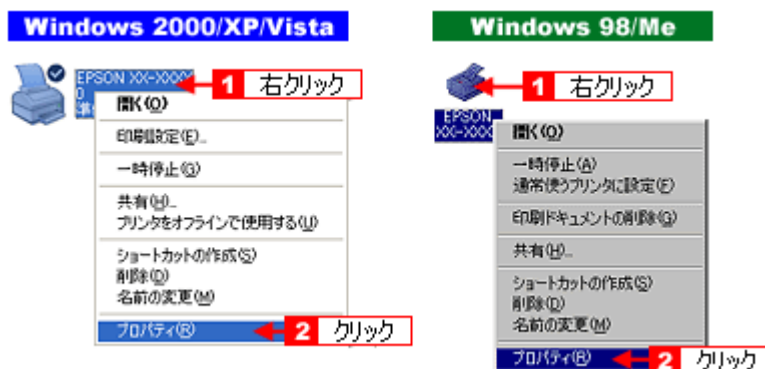 Windows 2000/XP/Vista
EPSON XX-XXXX
0
1 右クリック
開く(O)
印刷設定(F)...
一時停止(G)
共有(H)...
プリンタをオフラインで使用する(U)
ショートカットの作成(S)
削除(D)
名前の変更(M)
プロパティ(R)
2 クリック
Windows 98/Me
1 右クリック
EPSON
XX-XXX
開く(O)
一時停止(A)
通常使うプリンタに設定(F)
印刷ドキュメントの削除(G)
共有(H)...
ショートカットの作成(S)
削除(D)
名前の変更(M)
プロパティ(R)
2 クリック